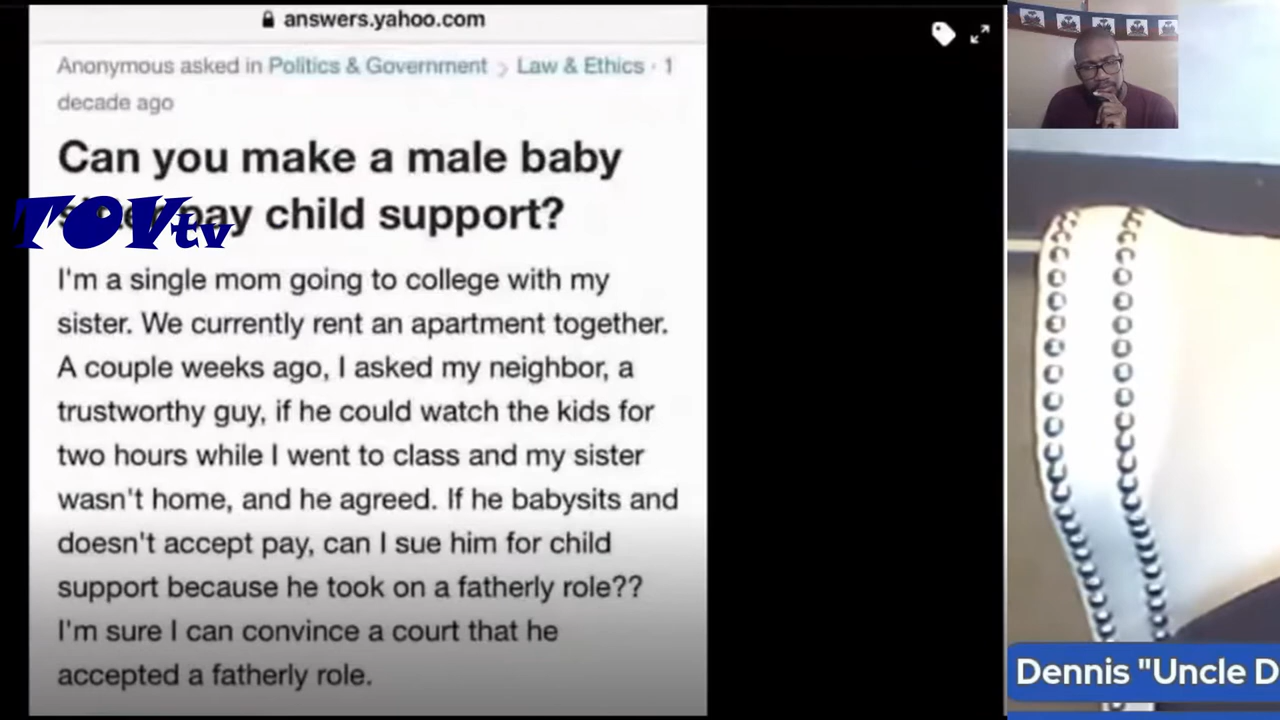 answers.yahoo.com
Anonymous asked in Politics & Government > Law & Ethics · 1
decade ago
Can you make a male baby
sitter pay child support?
TOVtv
I'm a single mom going to college with my
sister. We currently rent an apartment together.
A couple weeks ago, I asked my neighbor, a
trustworthy guy, if he could watch the kids for
two hours while I went to class and my sister
wasn't home, and he agreed. If he babysits and
doesn't accept pay, can I sue him for child
support because he took on a fatherly role??
I'm sure I can convince a court that he
accepted a fatherly role.
Dennis "Uncle D